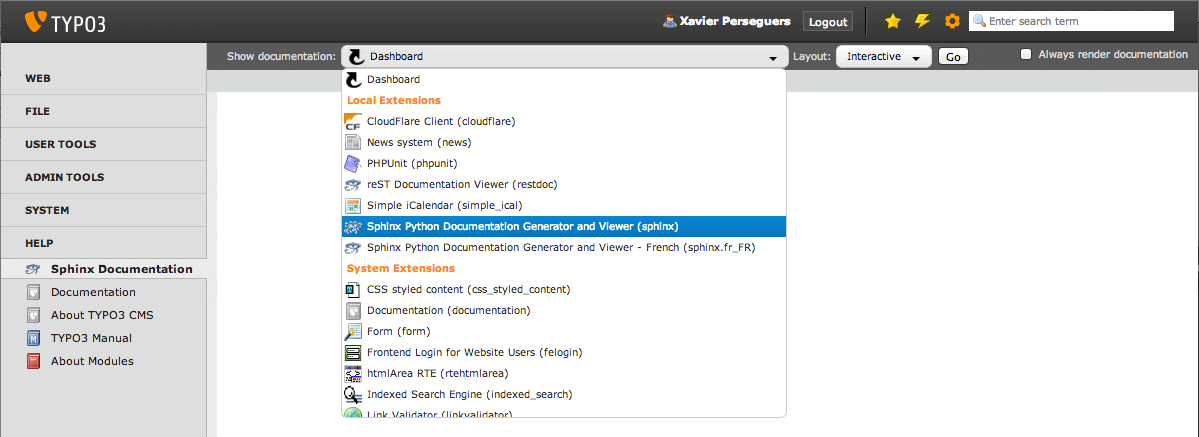 TYPO3
Xavier Perseguers Logout Enter search term
Show documentation: Dashboard Layout: Interactive Go Always render documentation
WEB
FILE
USER TOOLS
ADMIN TOOLS
SYSTEM
HELP
Sphinx Documentation
Documentation
About TYPO3 CMS
TYPO3 Manual
About Modules
Dashboard
Local Extensions
CloudFlare Client (cloudflare)
News system (news)
PHPUnit (phpunit)
reST Documentation Viewer (restdoc)
Simple iCalendar (simple_ical)
Sphinx Python Documentation Generator and Viewer (sphinx)
Sphinx Python Documentation Generator and Viewer - French (sphinx.fr_FR)
System Extensions
CSS styled content (css_styled_content)
Documentation (documentation)
Form (form)
Frontend Login for Website Users (felogin)
htmlArea RTE (rtehtmlarea)
Indexed Search Engine (indexed_search)
Link Validator (linkvalidator)